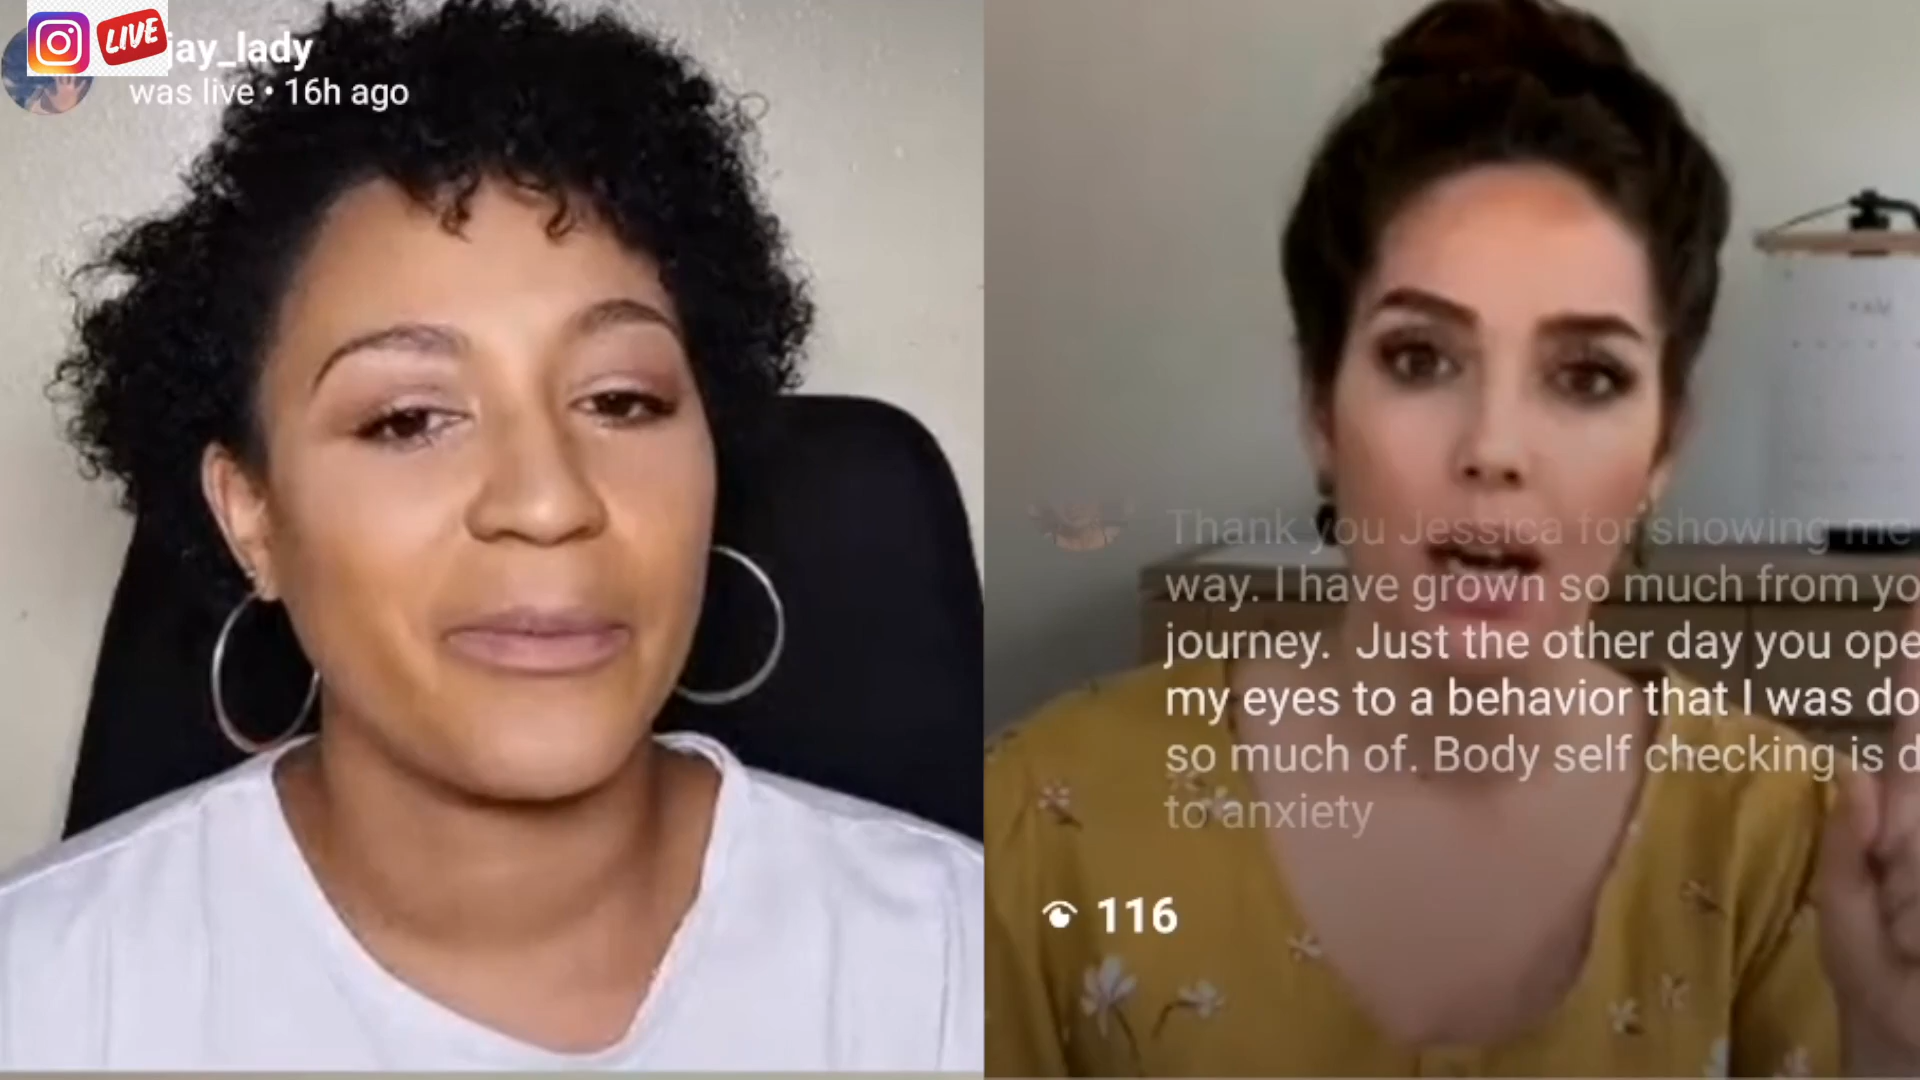 LIVE
jay_lady
was live • 16h ago
Thank you Jessica for showing me
way. I have grown so much from yo
journey. Just the other day you ope
my eyes to a behavior that I was do
so much of. Body self checking is d
to anxiety
116